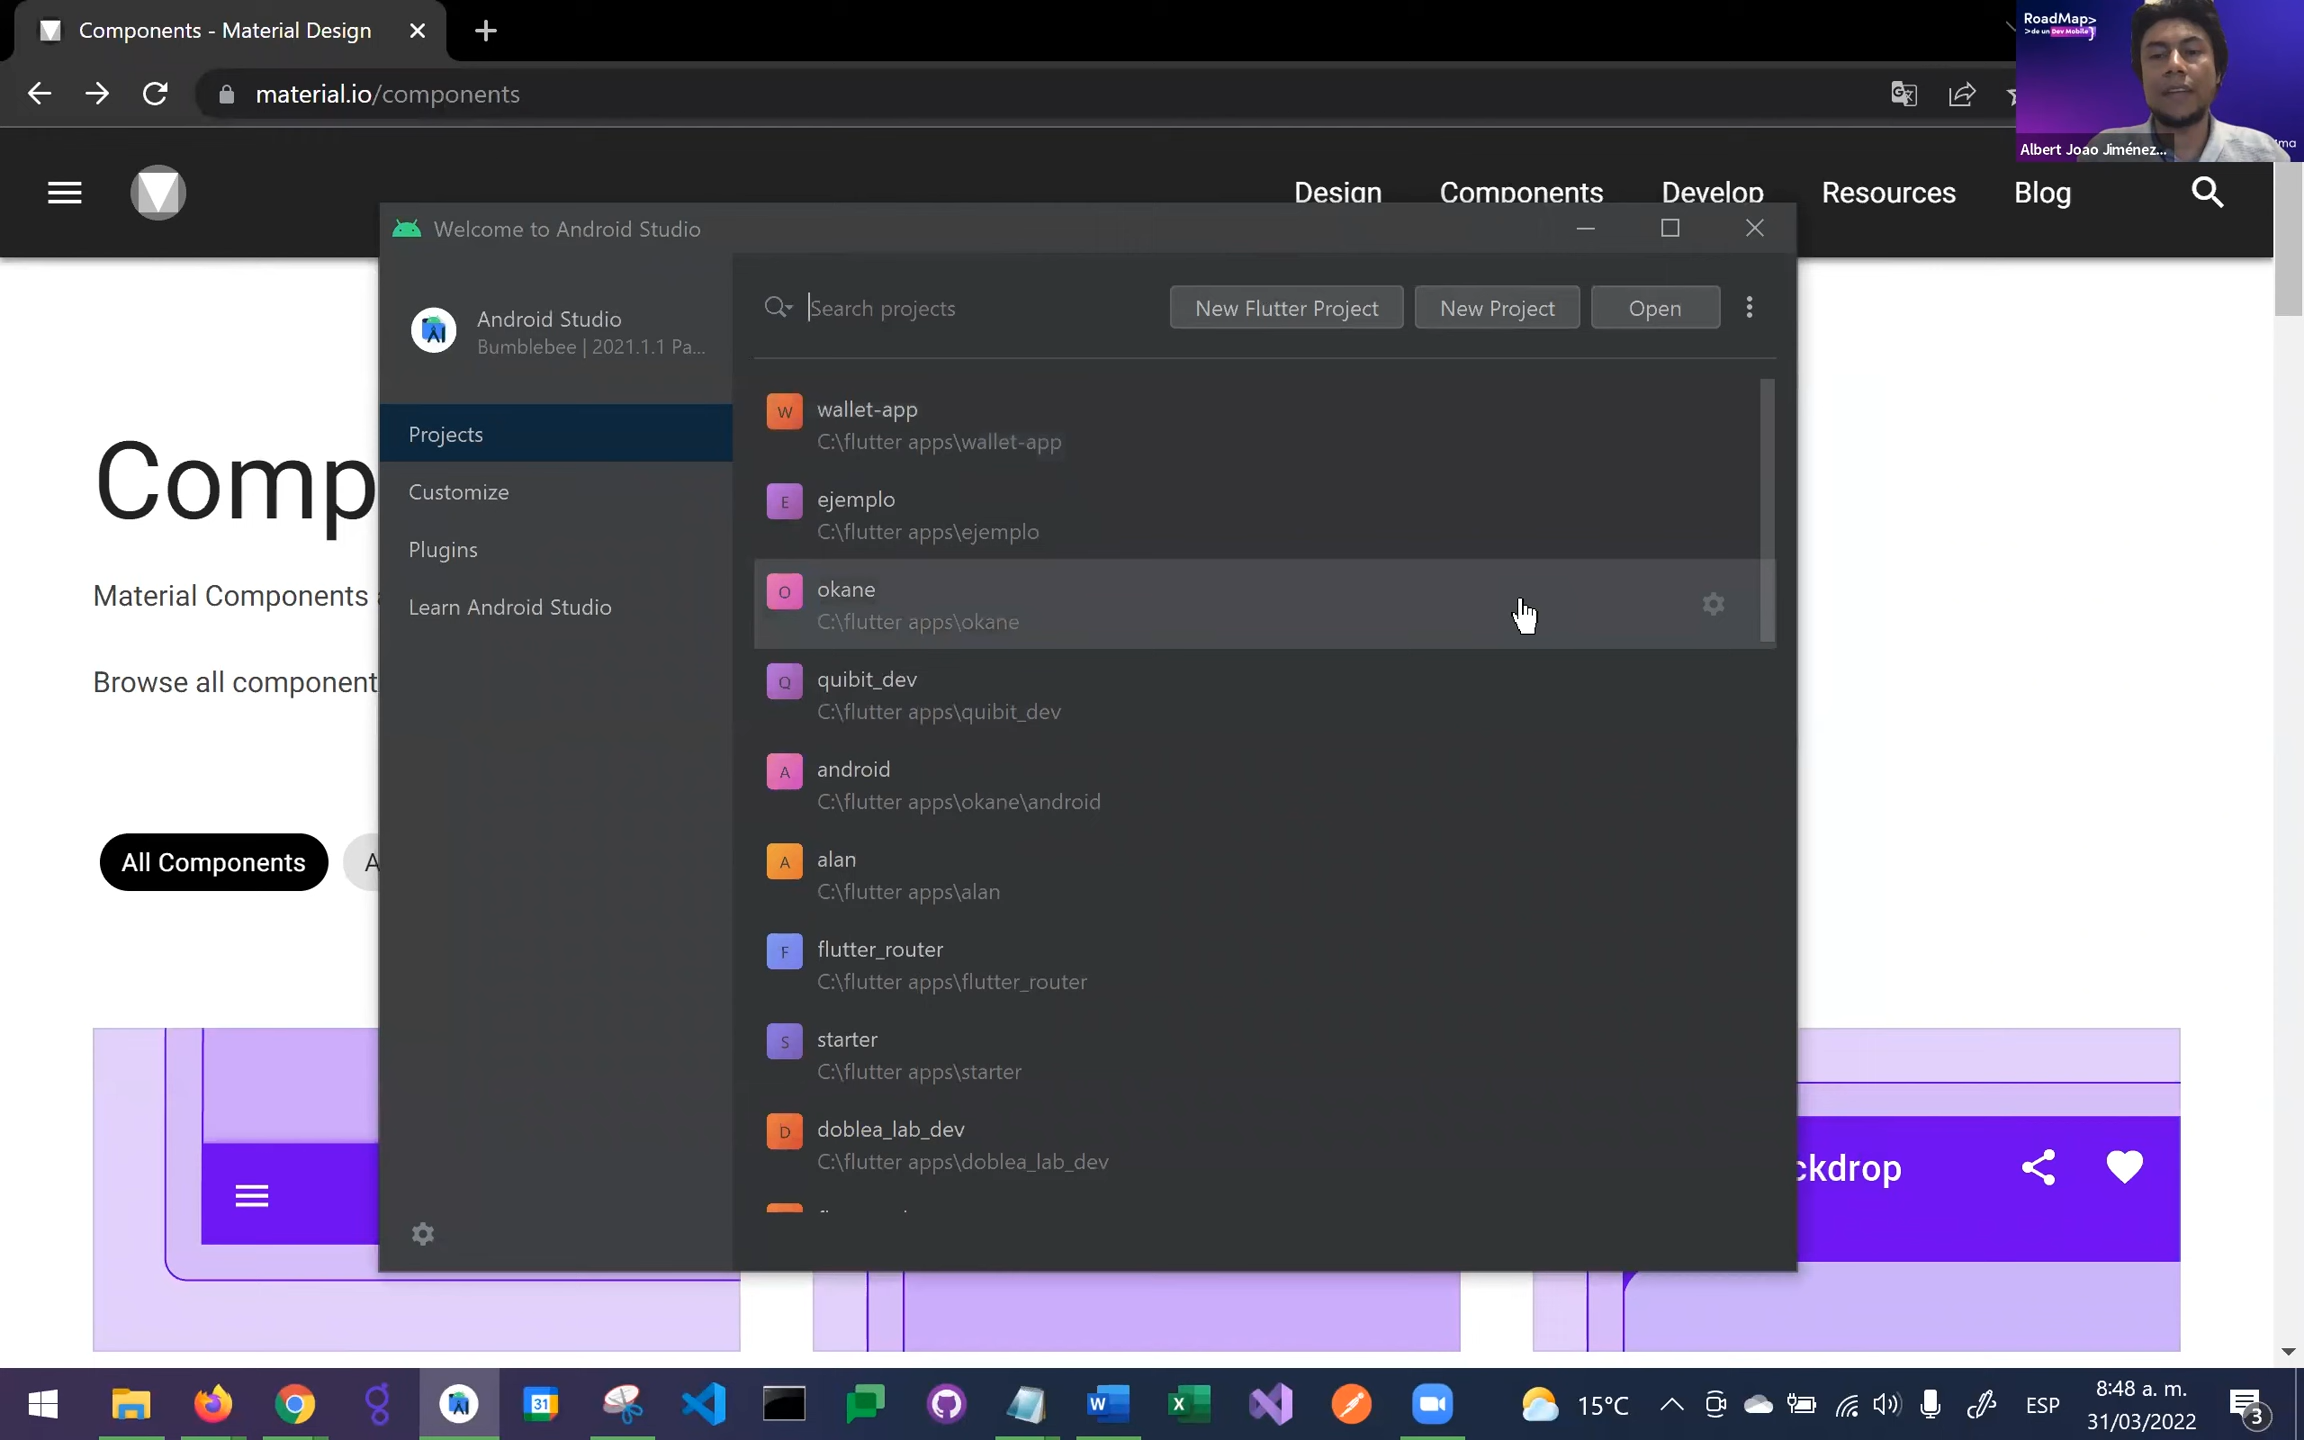 Components - Material Design
material.io/components
RoadMap>
>de un Dev Mobile}
Albert Joao Jiménez...
Design
Components
Develop
Resources
Blog
Welcome to Android Studio
Android Studio
Bumblebee | 2021.1.1 Pa...
Search projects
New Flutter Project
New Project
Open
Projects
Customize
Plugins
Learn Android Studio
W
wallet-app
C:\flutter apps\wallet-app
E
ejemplo
C:\flutter apps\ejemplo
O
okane
C:\flutter apps\okane
Q
quibit_dev
C:\flutter apps\quibit_dev
A
android
C:\flutter apps\okane\android
A
alan
C:\flutter apps\alan
F
flutter_router
C:\flutter apps\flutter_router
S
starter
C:\flutter apps\starter
D
doblea_lab_dev
C:\flutter apps\doblea_lab_dev
Comp
Material Components
Browse all component
All Components
A
ckdrop
31
15°C
ESP
8:48 a. m.
31/03/2022
3